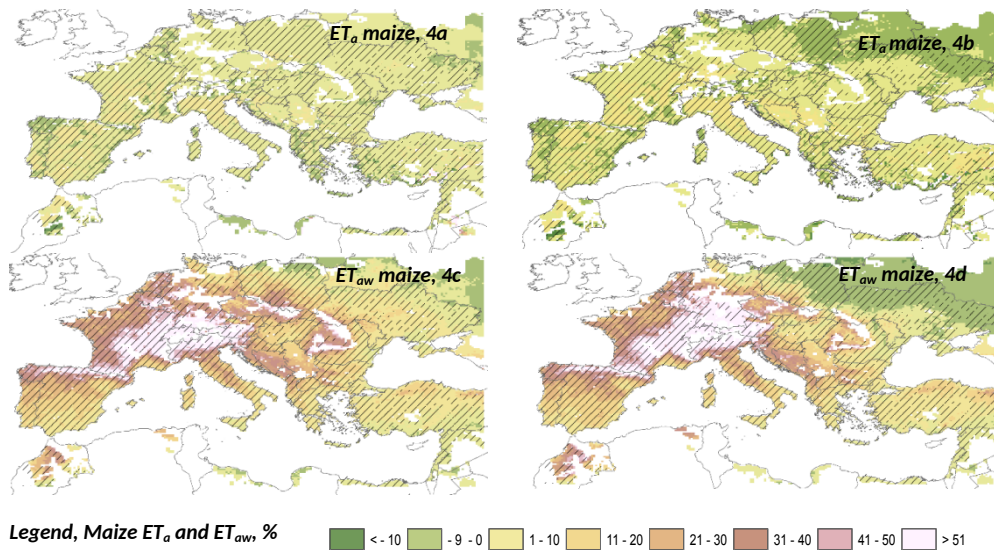 ETa maize, 4a
ETa maize, 4b
ETaw maize, 4c
ETaw maize, 4d
Legend, Maize ETa and ETaw, %
< - 10 - 9 - 0 1 - 10 11 - 20 21 - 30 31 - 40 41 - 50 > 51